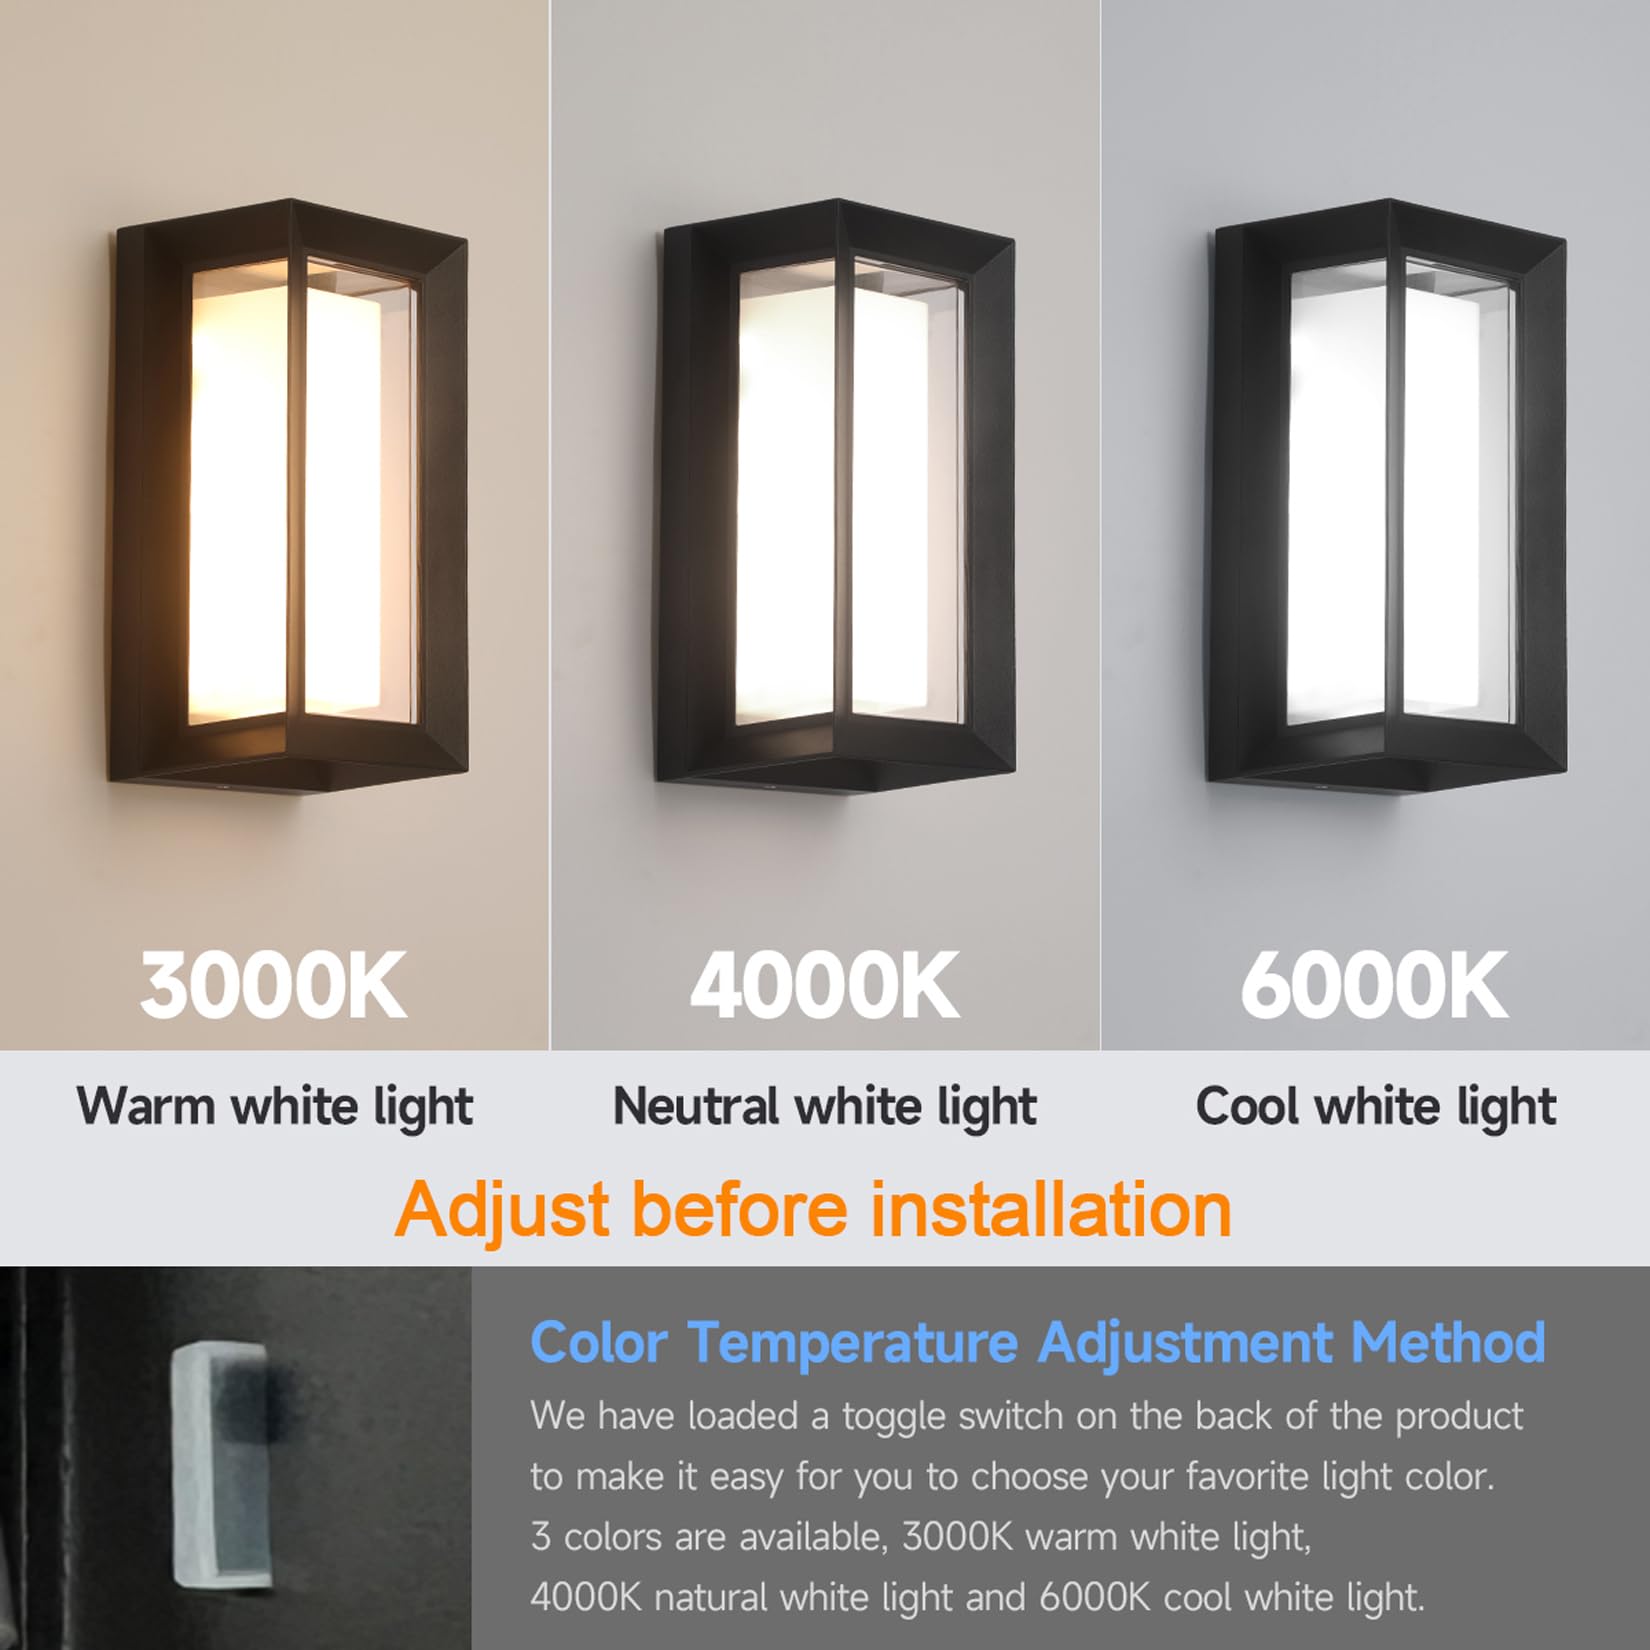 3000K
4000K
6000K
Warm white light
Neutral white light
Cool white light
Adjust before installation
Color Temperature Adjustment Method
We have loaded a toggle switch on the back of the product
to make it easy for you to choose your favorite light color.
3 colors are available, 3000K warm white light,
4000K natural white light and 6000K cool white light.